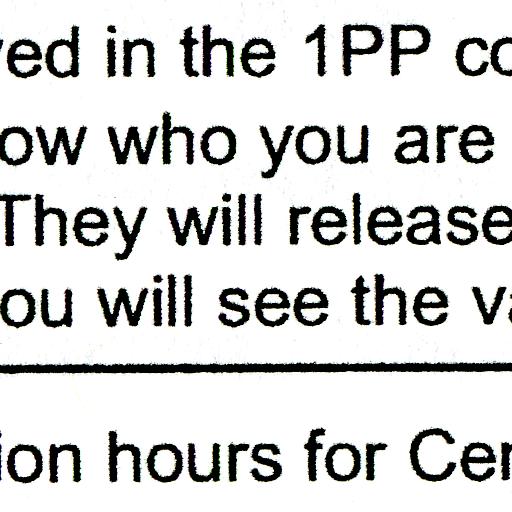 ved in the 1PP co
ow who you are
They will release
ou will see the va
ion hours for Cer